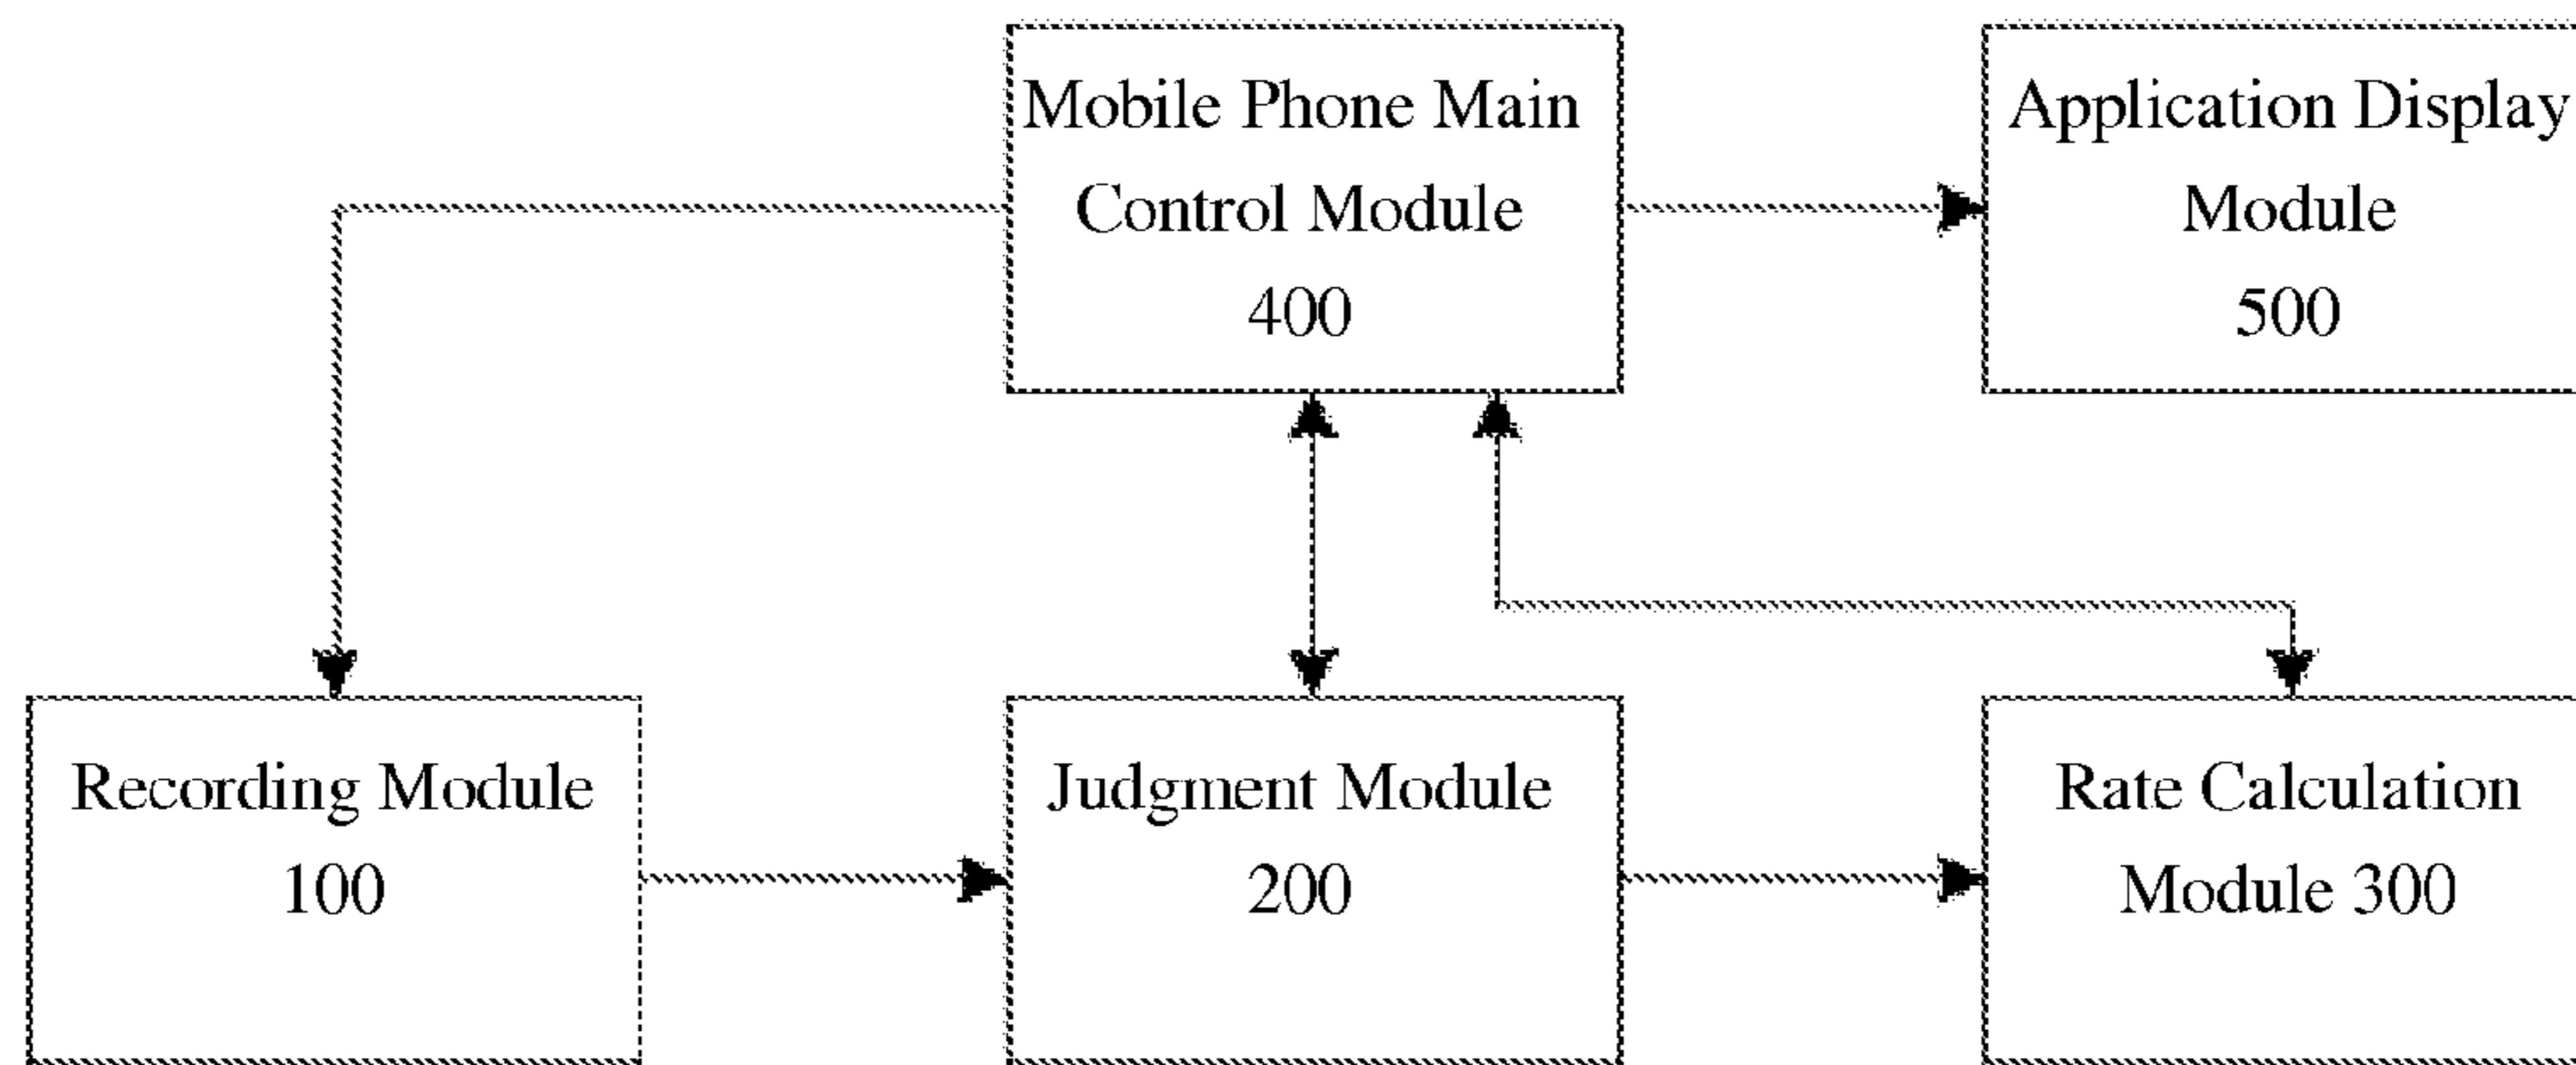 Mobile Phone Main
Control Module
400
Application Display
Module
500
Recording Module
100
Judgment Module
200
Rate Calculation
Module 300